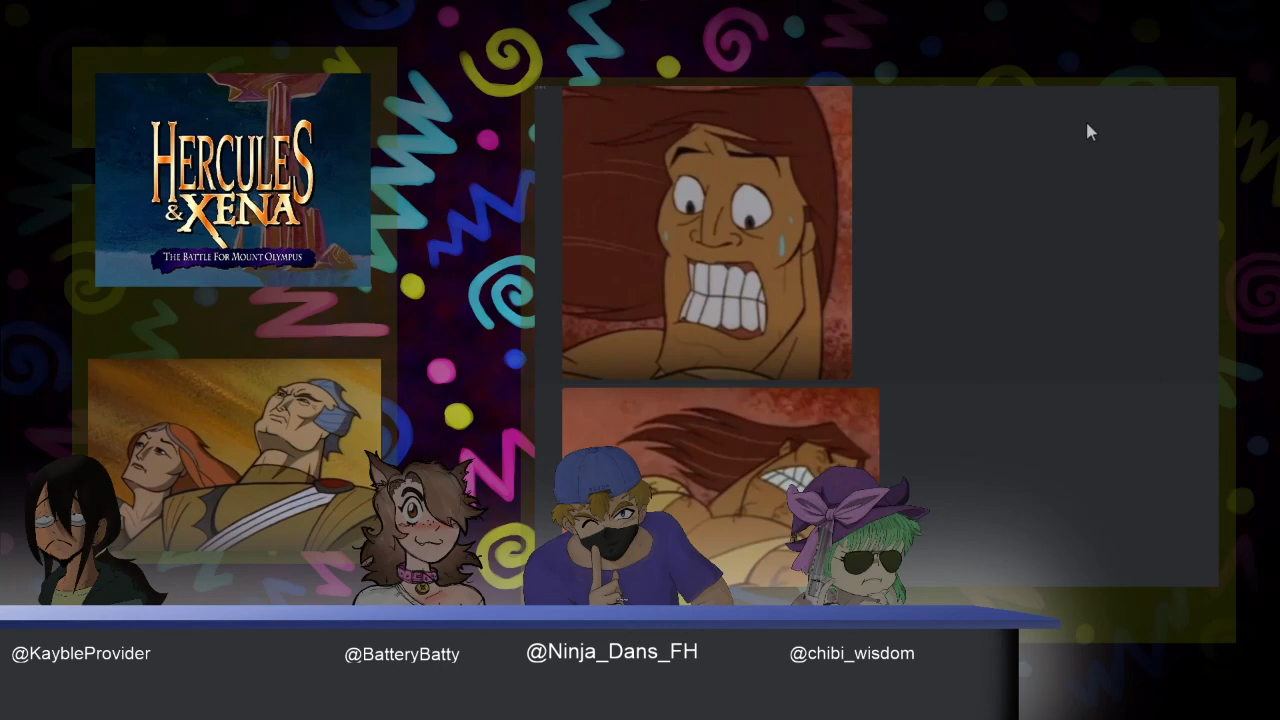 HERCULES
& XENA
THE BATTLE FOR MOUNT OLYMPUS
@KaybleProvider
@BatteryBatty
@Ninja_Dans_FH
@chibi_wisdom